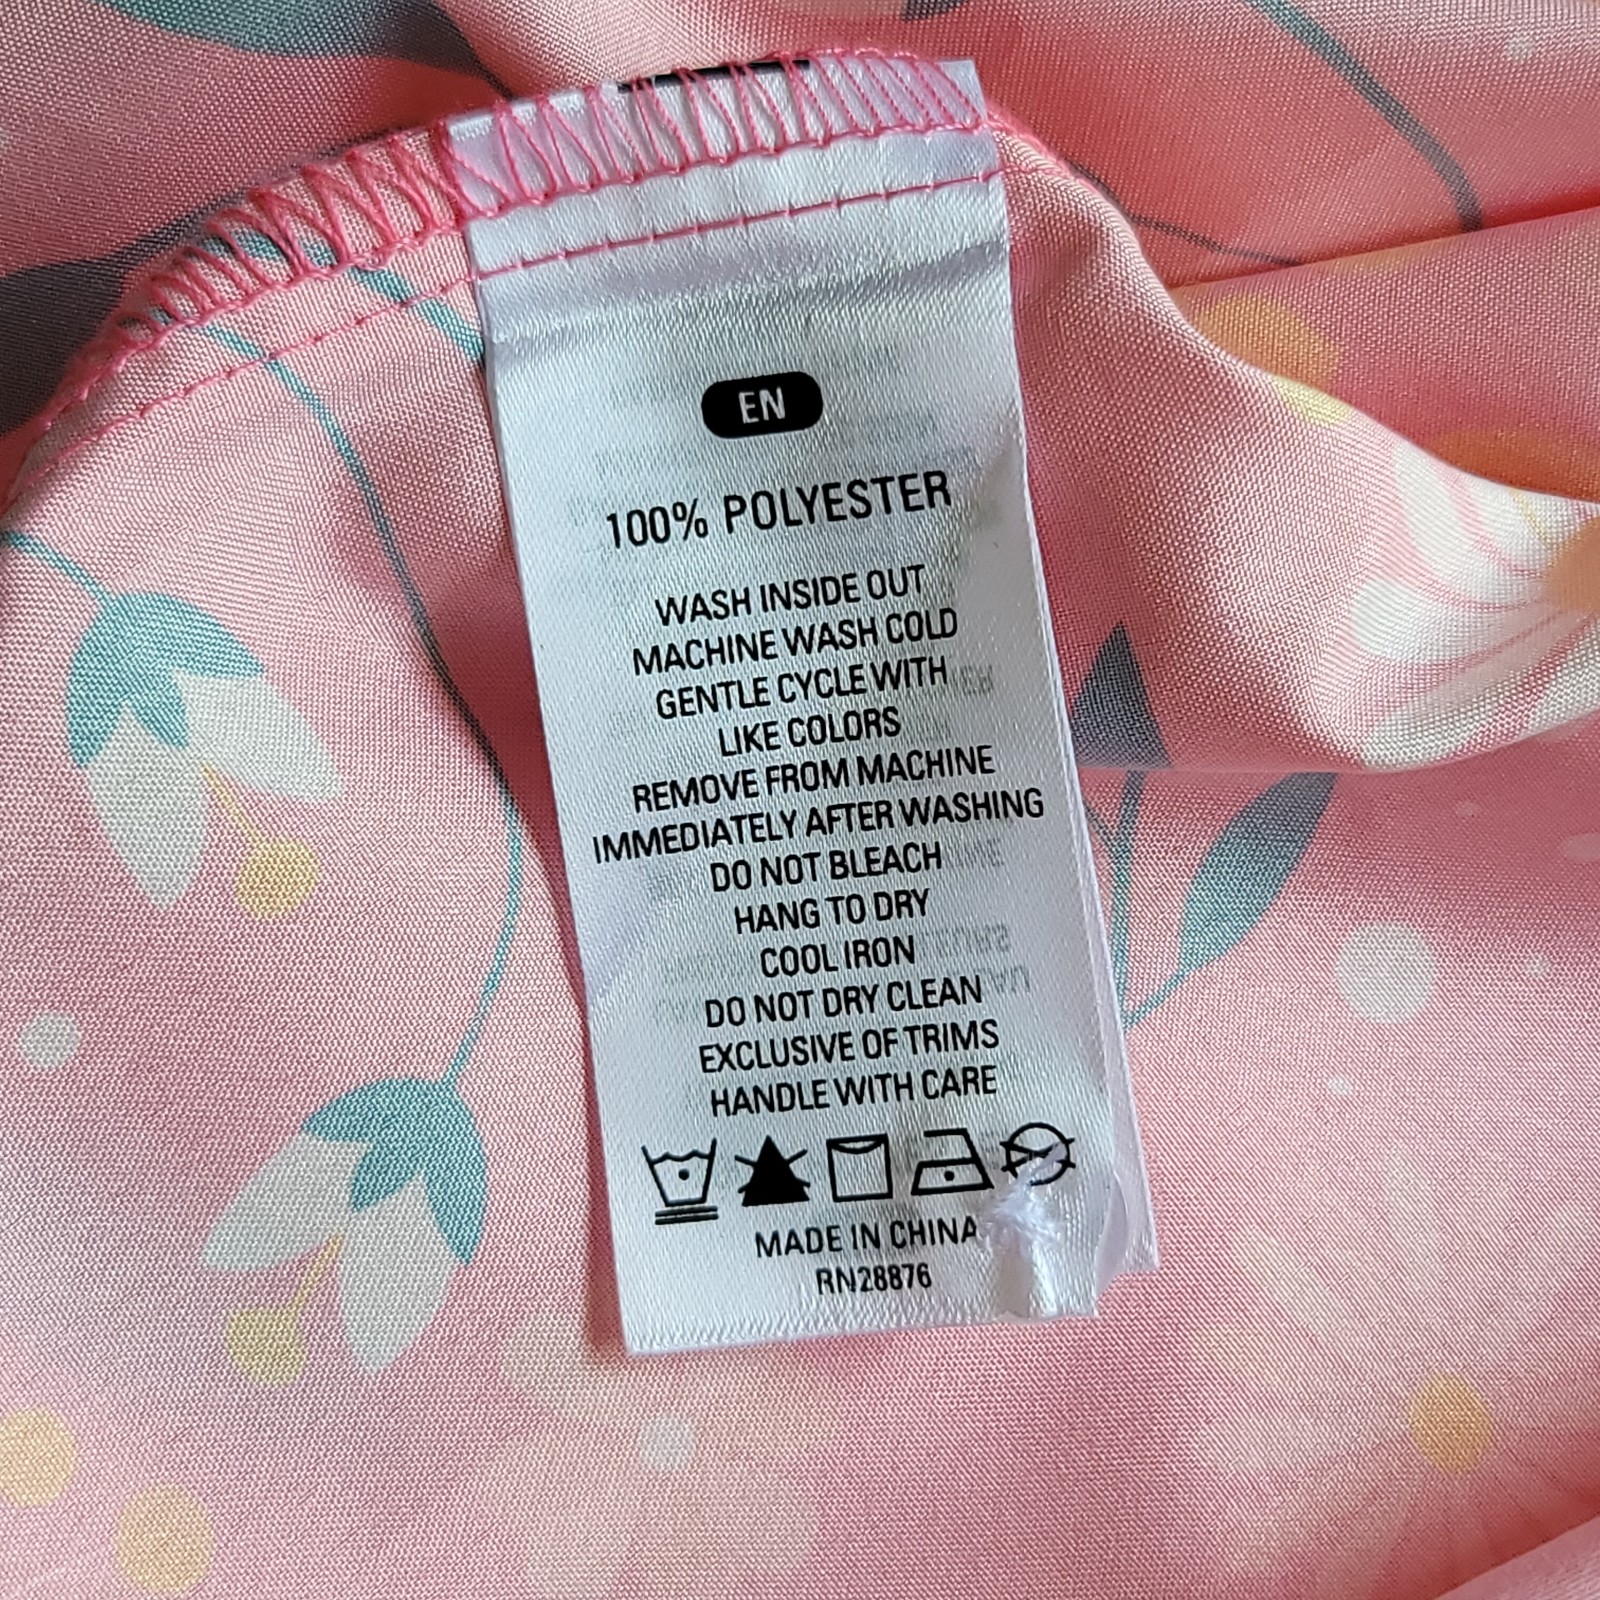 EN
100% POLYESTER
WASH INSIDE OUT
MACHINE WASH COLD
GENTLE CYCLE WITH
LIKE COLORS
REMOVE FROM MACHINE
IMMEDIATELY AFTER WASHING
DO NOT BLEACH
HANG TO DRY
COOL IRON
DO NOT DRY CLEAN
EXCLUSIVE OF TRIMS
HANDLE WITH CARE
MADE IN CHINA
RN28876